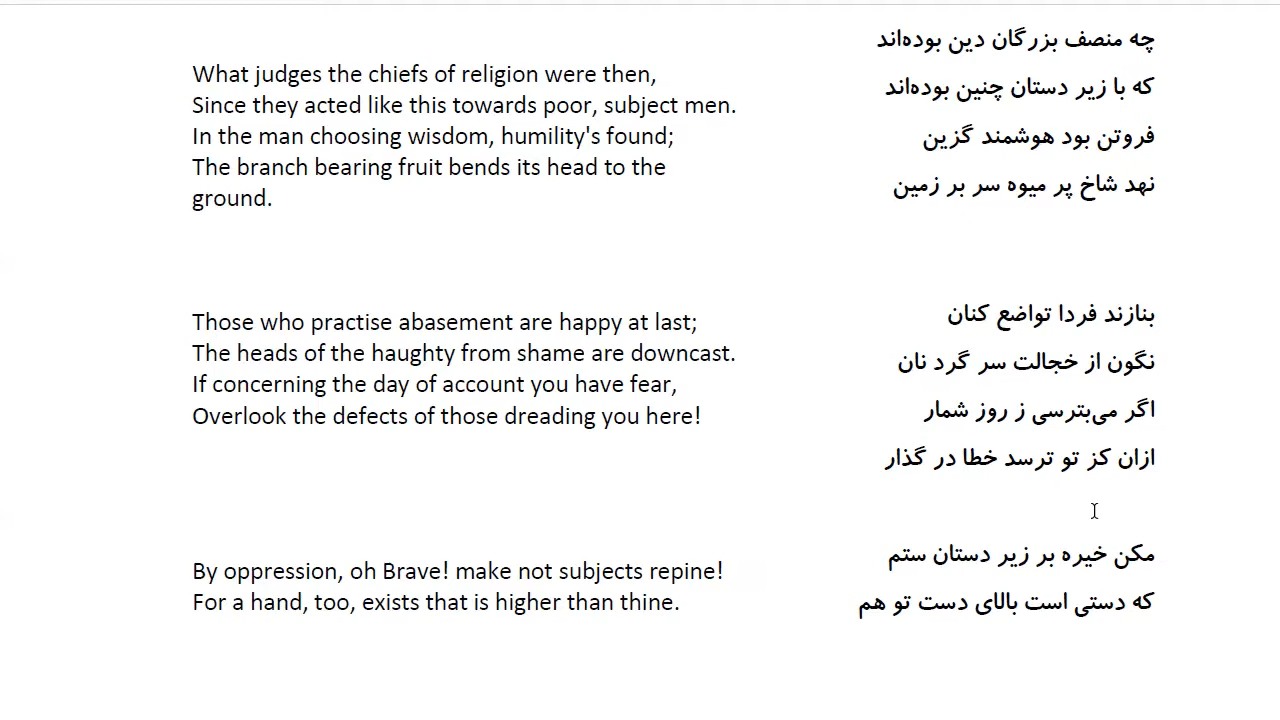 What judges the chiefs of religion were then,
Since they acted like this towards poor, subject men.
In the man choosing wisdom, humility's found;
The branch bearing fruit bends its head to the
ground.
چه منصف بزرگان دین بوده‌اند
که با زیر دستان چنین بوده‌اند
فروتن بود هوشمند گزین
نهد شاخ پر میوه سر بر زمین
Those who practise abasement are happy at last;
The heads of the haughty from shame are downcast.
If concerning the day of account you have fear,
Overlook the defects of those dreading you here!
بنازند فردا تواضع کنان
نگون از خجالت سر گرد نان
اگر می‌بترسی ز روز شمار
ازان کز تو ترسد خطا در گذار
By oppression, oh Brave! make not subjects repine!
For a hand, too, exists that is higher than thine.
مکن خیره بر زیر دستان ستم
که دستی است بالای دست تو هم